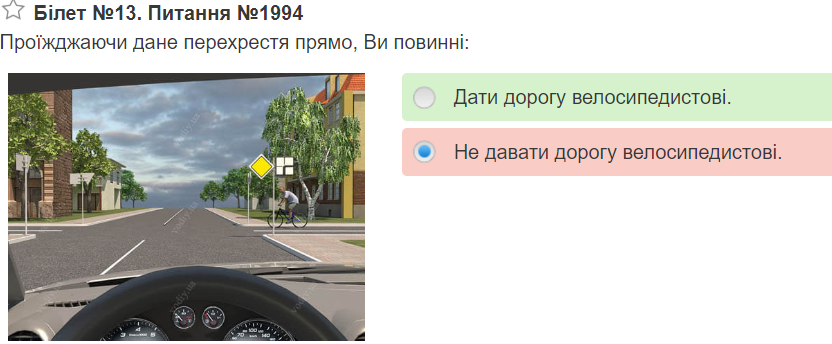 Білет №13. Питання №1994
Проїжджаючи дане перехрестя прямо, Ви повинні:
Дати дорогу велосипедистові.
Не давати дорогу велосипедистові.